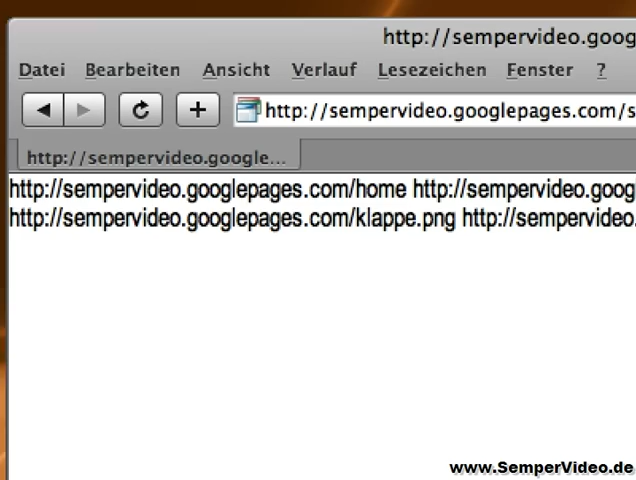 http://sempervideo.goog
Datei Bearbeiten Ansicht Verlauf Lesezeichen Fenster ?
http://sempervideo.googlepages.com/s
http://sempervideo.google...
http://sempervideo.googlepages.com/home http://sempervideo.goog
http://sempervideo.googlepages.com/klappe.png http://sempervideo.
www.SemperVideo.de